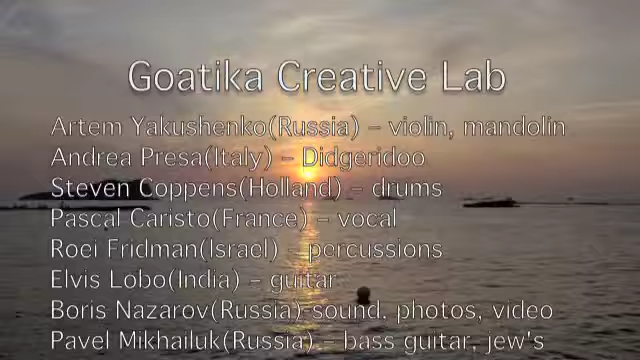 Goatika Creative Lab
Artem Yakushenko(Russia) – violin, mandolin
Andrea Presa(Italy) – Didgeridoo
Steven Coppens(Holland) – drums
Pascal Caristo(France) – vocal
Roei Fridman(Israel) – percussions
Elvis Lobo(India) – guitar
Boris Nazarov(Russia)-sound, photos, video
Pavel Mikhailuk(Russia) – bass guitar, jew's